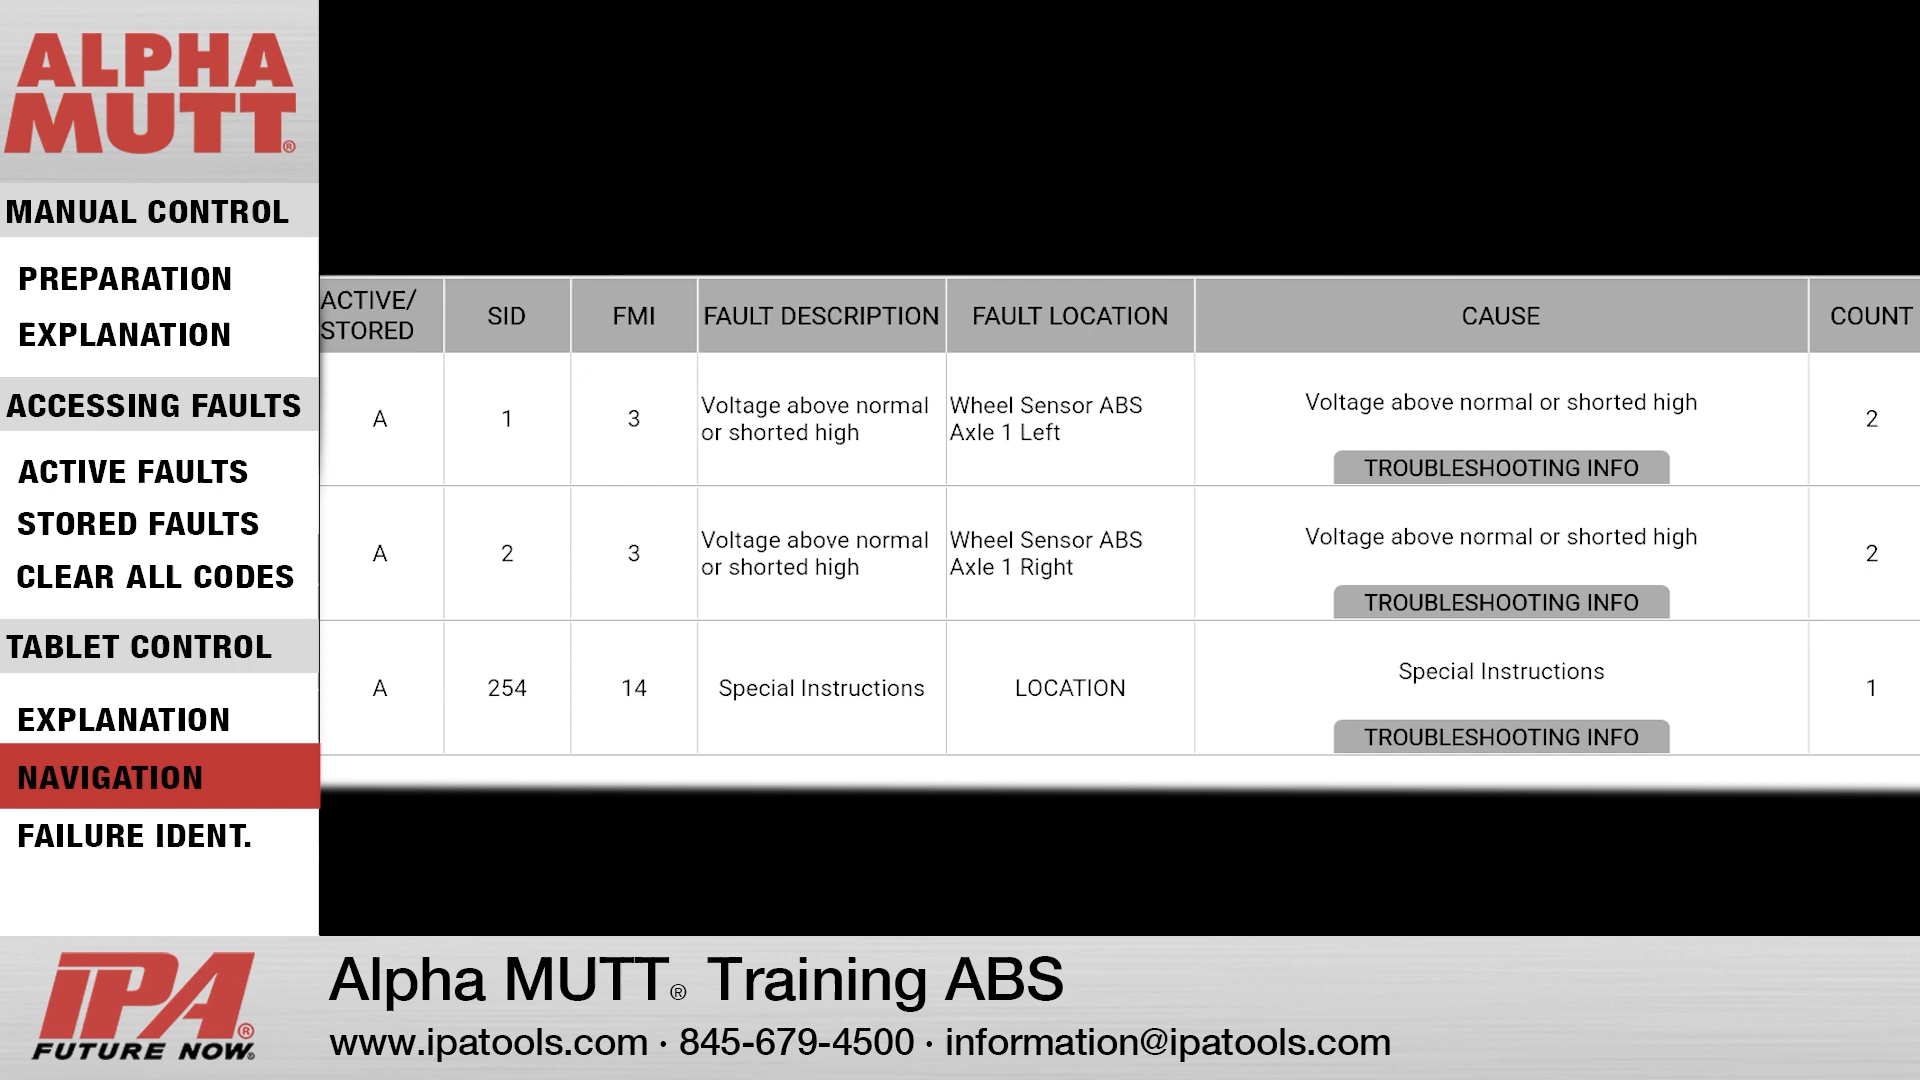 ALPHA
MUTT®
MANUAL CONTROL
PREPARATION
EXPLANATION
ACCESSING FAULTS
ACTIVE FAULTS
STORED FAULTS
CLEAR ALL CODES
TABLET CONTROL
EXPLANATION
NAVIGATION
FAILURE IDENT.
ACTIVE/
STORED
SID
FMI
FAULT DESCRIPTION
FAULT LOCATION
CAUSE
COUNT
A
1
3
Voltage above normal
or shorted high
Wheel Sensor ABS
Axle 1 Left
Voltage above normal or shorted high
TROUBLESHOOTING INFO
2
A
2
3
Voltage above normal
or shorted high
Wheel Sensor ABS
Axle 1 Right
Voltage above normal or shorted high
TROUBLESHOOTING INFO
2
A
254
14
Special Instructions
LOCATION
Special Instructions
TROUBLESHOOTING INFO
1
IPA®
FUTURE NOW®
Alpha MUTT® Training ABS
www.ipatools.com · 845-679-4500 · information@ipatools.com